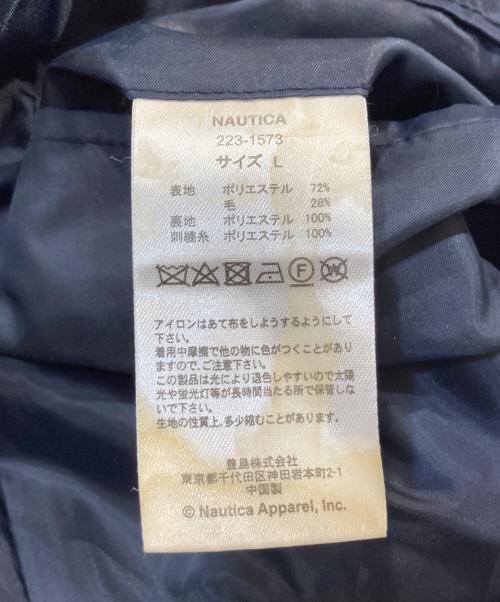 NAUTICA
223-1573
サイズ L
表地 ポリエステル 72%
毛 28%
裏地 ポリエステル 100%
刺繍糸 ポリエステル 100%
アイロンはあて布をしようするようにして
下さい。
着用中摩擦で他の物に色がつくことがあり
ますので、ご注意下さい。
この製品は光により退色しやすいので太陽
光や蛍光灯等が長時間当たる所で保管しな
いで下さい。
生地の性質上、多少縮むことがあります。
豊島株式会社
東京都千代田区神田岩本町2-1
中国製
© Nautica Apparel, Inc.